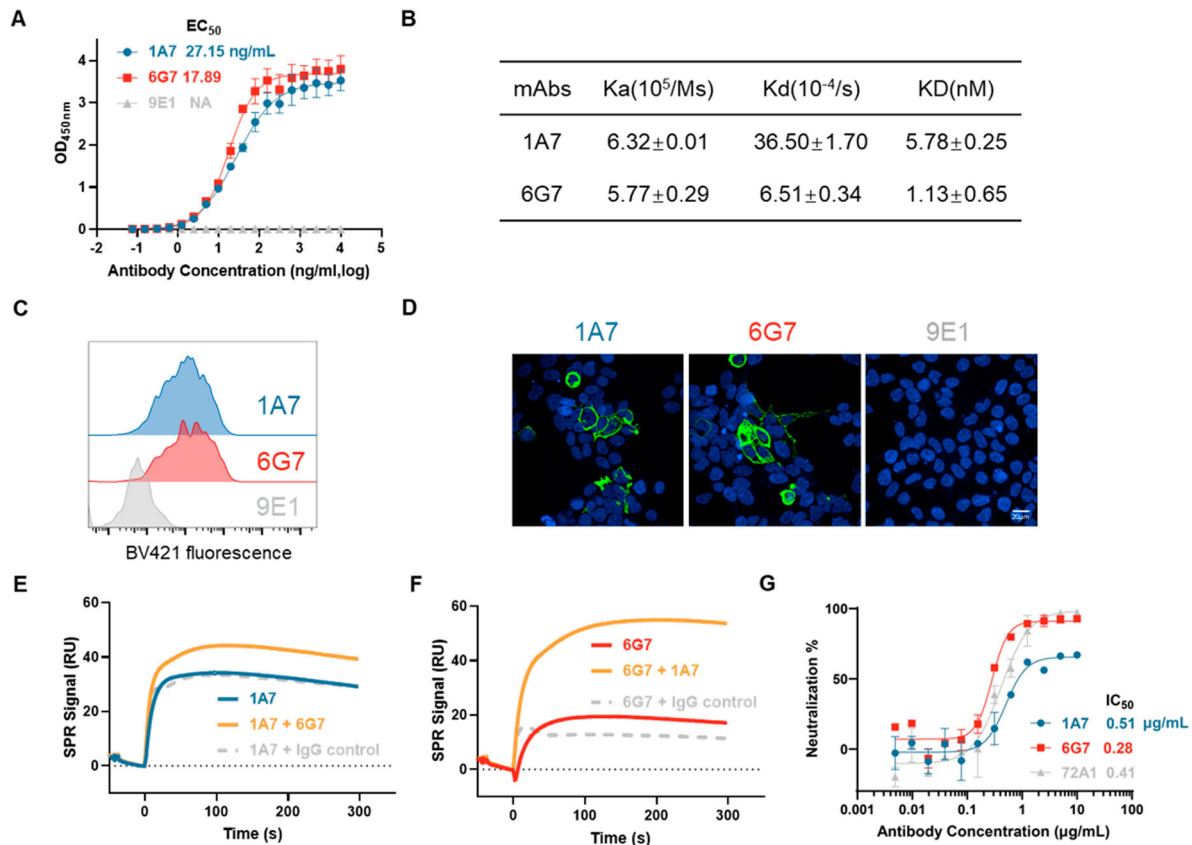 A
EC50
1A7 27.15 ng/mL
6G7 17.89
9E1 NA
OD450nm
4
3
2
1
0
-2 -1 0 1 2 3 4 5
Antibody Concentration (ng/ml,log)
B
mAbs Ka(10^5/Ms) Kd(10^-4/s) KD(nM)
1A7 6.32±0.01 36.50±1.70 5.78±0.25
6G7 5.77±0.29 6.51±0.34 1.13±0.65
C
1A7
6G7
9E1
BV421 fluorescence
D
1A7 6G7 9E1
20μm
E
SPR Signal (RU)
60
40
20
0
1A7
1A7 + 6G7
1A7 + IgG control
0 100 200 300
Time (s)
F
SPR Signal (RU)
60
40
20
0
6G7
6G7 + 1A7
6G7 + IgG control
0 100 200 300
Time (s)
G
Neutralization %
100
50
0
IC50
1A7 0.51 μg/mL
6G7 0.28
72A1 0.41
0.001 0.01 0.1 1 10 100
Antibody Concentration (μg/mL)